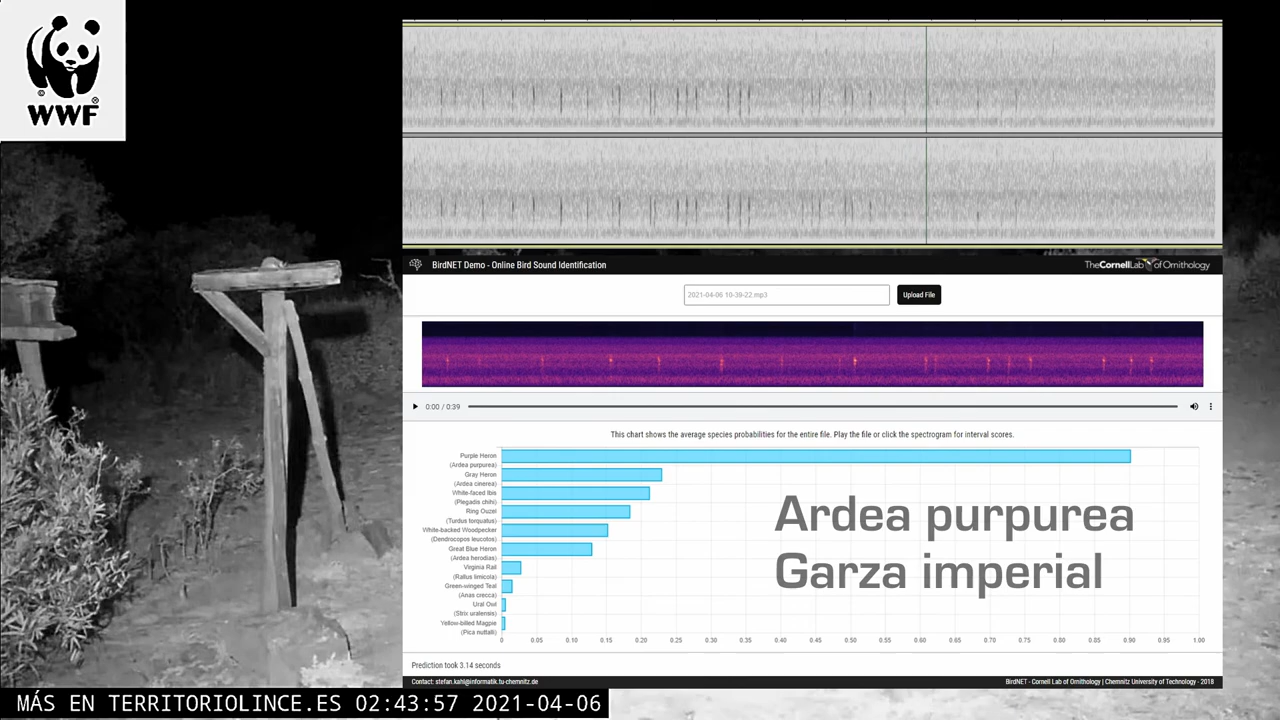 WWF
BirdNET Demo - Online Bird Sound Identification
TheCornellLab of Ornithology
2021-04-06 10-39-22.mp3
Upload File
0:00 / 0:39
This chart shows the average species probabilities for the entire file. Play the file or click the spectrogram for interval scores.
Purple Heron
(Ardea purpurea)
Gray Heron
(Ardea cinerea)
White-faced Ibis
(Plegadis chihi)
Ring Ouzel
(Turdus torquatus)
White-backed Woodpecker
(Dendrocopos leucotos)
Great Blue Heron
(Ardea herodias)
Virginia Rail
(Rallus limicola)
Green-winged Teal
(Anas crecca)
Ural Owl
(Strix uralensis)
Yellow-billed Magpie
(Pica nuttalli)
Ardea purpurea
Garza imperial
0 0.05 0.10 0.15 0.20 0.25 0.30 0.35 0.40 0.45 0.50 0.55 0.60 0.65 0.70 0.75 0.80 0.85 0.90 0.95 1.00
Prediction took 3.14 seconds
Contact: stefan.kahl@informatik.tu-chemnitz.de
BirdNET - Cornell Lab of Ornithology | Chemnitz University of Technology - 2018
MÁS EN TERRITORIOLINCE.ES 02:43:57 2021-04-06